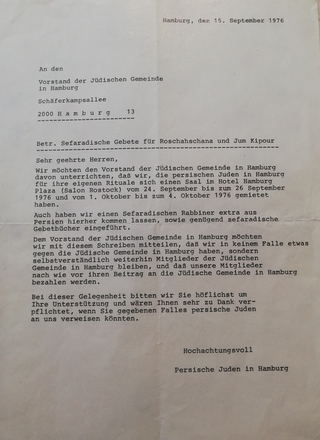 Hamburg, den 15. September 1976
An den
Vorstand der Jüdischen Gemeinde
in Hamburg
Schäferkampsallee
2000 Hamburg 13
Betr. Sefaradische Gebete für Roschahschana und Jum Kipour
Sehr geehrte Herren,
Wir möchten den Vorstand der Jüdischen Gemeinde in Hamburg
davon unterrichten, daß wir, die persischen Juden in Hamburg
für ihre eigenen Rituale sich einen Saal im Hotel Hamburg
Plaza (Salon Rostock) vom 24. September bis zum 26 September
1976 und vom 1. Oktober bis zum 4. Oktober 1976 gemietet
haben.
Auch haben wir einen Sefaradischen Rabbiner extra aus
Persien hierher kommen lassen, sowie genügend sefaradische
Gebetbücher eingeführt.
Dem Vorstand der Jüdischen Gemeinde in Hamburg möchten
wir mit diesem Schreiben mitteilen, daß wir in keinem Falle etwas
gegen die Jüdische Gemeinde in Hamburg haben, sondern
selbstverständlich weiterhin Mitglieder der Jüdischen
Gemeinde in Hamburg bleiben, und daß unsere Mitglieder
nach wie vor ihren Beitrag an die Jüdische Gemeinde in Hamburg
bezahlen werden.
Bei dieser Gelegenheit bitten wir Sie höflichst um
Ihre Unterstützung und wären Ihnen sehr zu Dank ver-
pflichtet, wenn Sie gegebenen Falles persische Juden
an uns verweisen könnten.
Hochachtungsvoll
Persische Juden in Hamburg